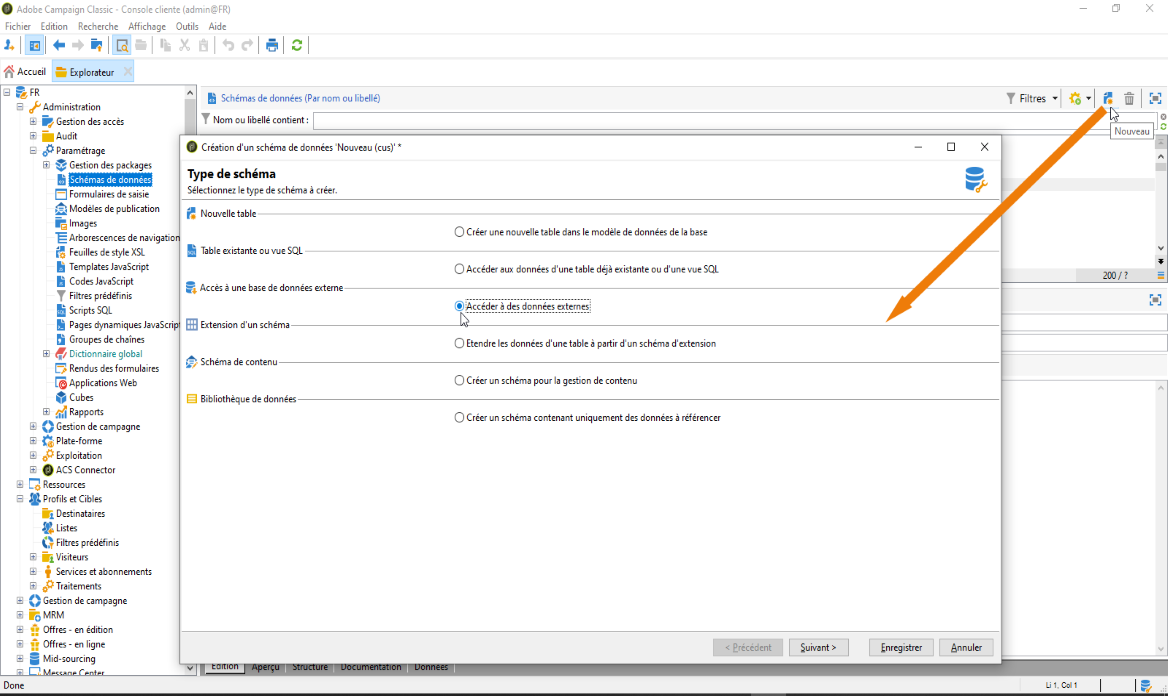 Adobe Campaign Classic - Console cliente (admin@FR)
Fichier Edition Recherche Affichage Outils Aide
Accueil
Explorateur
FR
Administration
Gestion des accès
Audit
Paramétrage
Gestion des packages
Schémas de données
Formulaires de saisie
Modèles de publication
Images
Arborescences de navigation
Feuilles de style XSL
Templates JavaScript
Codes JavaScript
Filtres prédéfinis
Scripts SQL
Pages dynamiques JavaScript
Groupes de chaînes
Dictionnaire global
Rendus des formulaires
Applications Web
Cubes
Rapports
Gestion de campagne
Plate-forme
Exploitation
ACS Connector
Ressources
Profils et Cibles
Destinataires
Listes
Filtres prédéfinis
Visiteurs
Services et abonnements
Traitements
Gestion de campagne
MRM
Offres - en édition
Offres - en ligne
Mid-sourcing
Message Center
Schémas de données (Par nom ou libellé)
Filtres
Nom ou libellé contient :
Nouveau
200 / ?
Création d'un schéma de données 'Nouveau (cus)' *
Type de schéma
Sélectionnez le type de schéma à créer.
Nouvelle table
Créer une nouvelle table dans le modèle de données de la base
Table existante ou vue SQL
Accéder aux données d'une table déjà existante ou d'une vue SQL
Accès à une base de données externe
Accéder à des données externes
Extension d'un schéma
Etendre les données d'une table à partir d'un schéma d'extension
Schéma de contenu
Créer un schéma pour la gestion de contenu
Bibliothèque de données
Créer un schéma contenant uniquement des données à référencer
< Précédent
Suivant >
Enregistrer
Annuler
Edition Aperçu Structure Documentation Données
Done
Li 1, Col 1